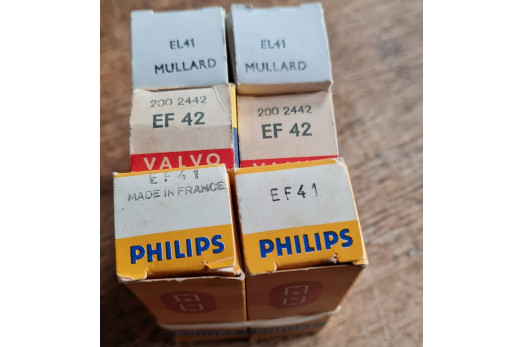 EL41
MULLARD
EL41
MULLARD
200 2442
EF 42
VALVO
200 2442
EF 42
EF41
MADE IN FRANCE
PHILIPS
EF41
PHILIPS